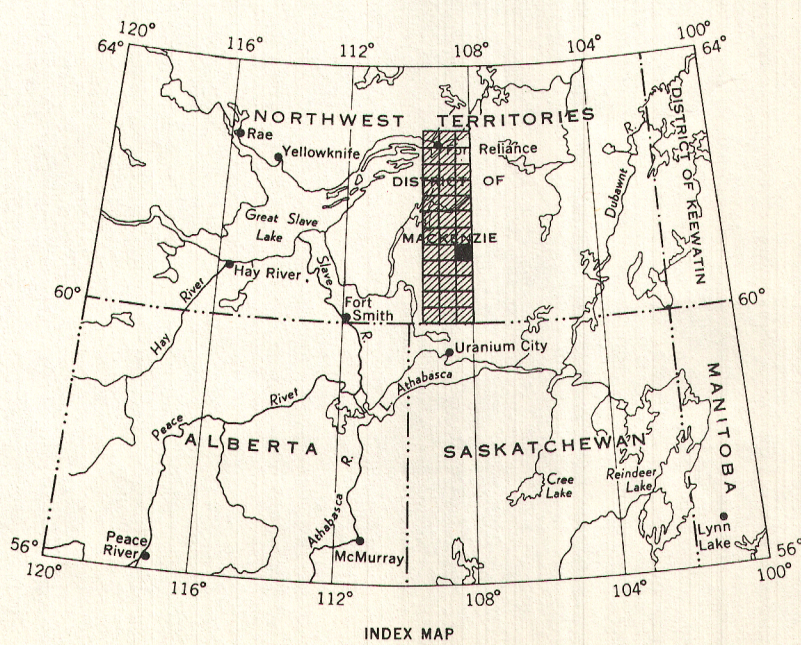 120° 116° 112° 108° 104° 100°
64° 64°
NORTHWEST TERRITORIES
Rae
Yellowknife
Fort Reliance
DISTRICT OF
MACKENZIE
DISTRICT OF KEEWATIN
Dubawnt R.
Great Slave
Lake
Hay River
Slave
R.
Hay River
60° 60°
Fort
Smith
Uranium City
L. Athabasca
Peace River
ALBERTA
SASKATCHEWAN
MANITOBA
Athabasca R.
Cree
Lake
Reindeer
Lake
Lynn
Lake
Peace
River
McMurray
56° 56°
120° 116° 112° 108° 104° 100°
INDEX MAP